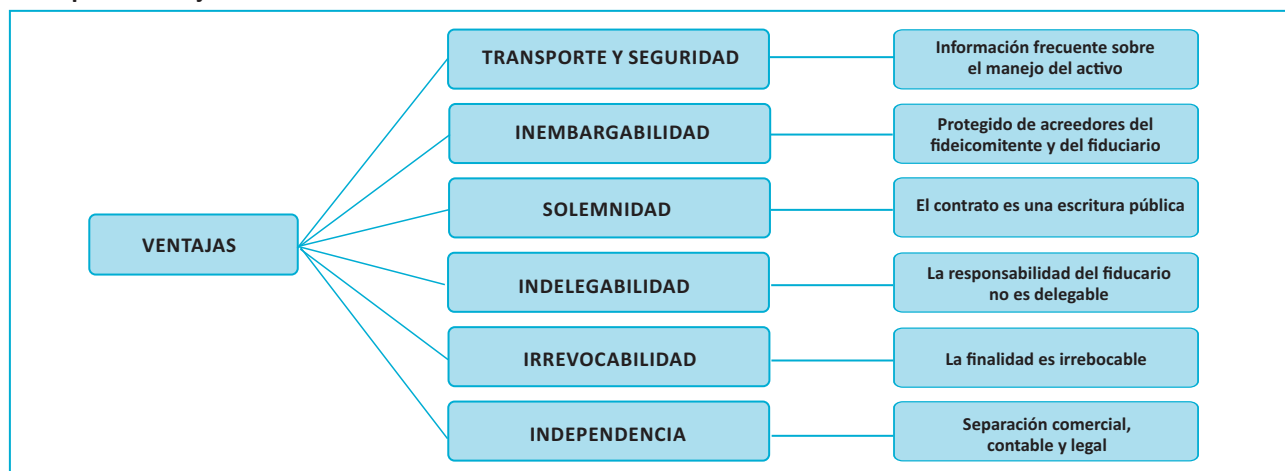 TRANSPORTE Y SEGURIDAD
Información frecuente sobre
el manejo del activo
INEMBARGABILIDAD
Protegido de acreedores del
fideicomitente y del fiduciario
SOLEMNIDAD
El contrato es una escritura pública
VENTAJAS
INDELEGABILIDAD
La responsabilidad del fiducario
no es delegable
IRREVOCABILIDAD
La finalidad es irrebocable
INDEPENDENCIA
Separación comercial,
contable y legal